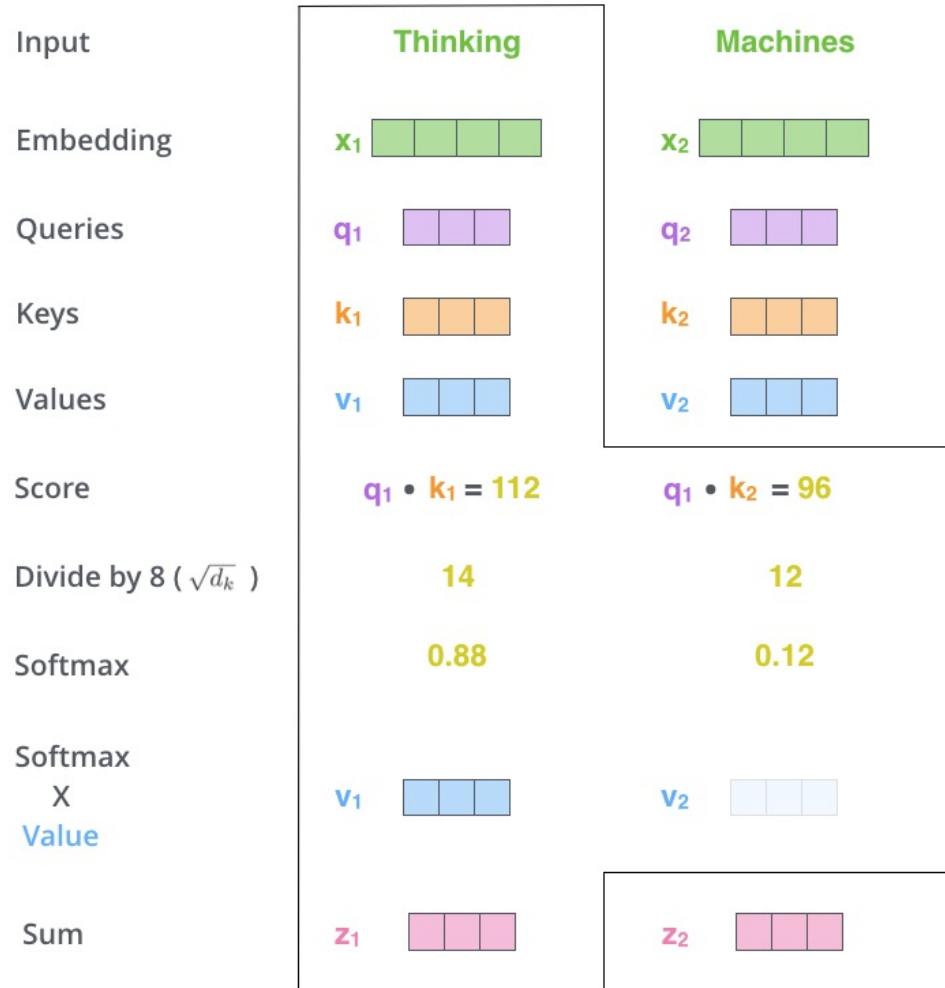 Input Thinking Machines
Embedding x₁ x₂
Queries q₁ q₂
Keys k₁ k₂
Values v₁ v₂
Score q₁ • k₁ = 112 q₁ • k₂ = 96
Divide by 8 ( √dₖ ) 14 12
Softmax 0.88 0.12
Softmax
X v₁ v₂
Value
Sum z₁ z₂